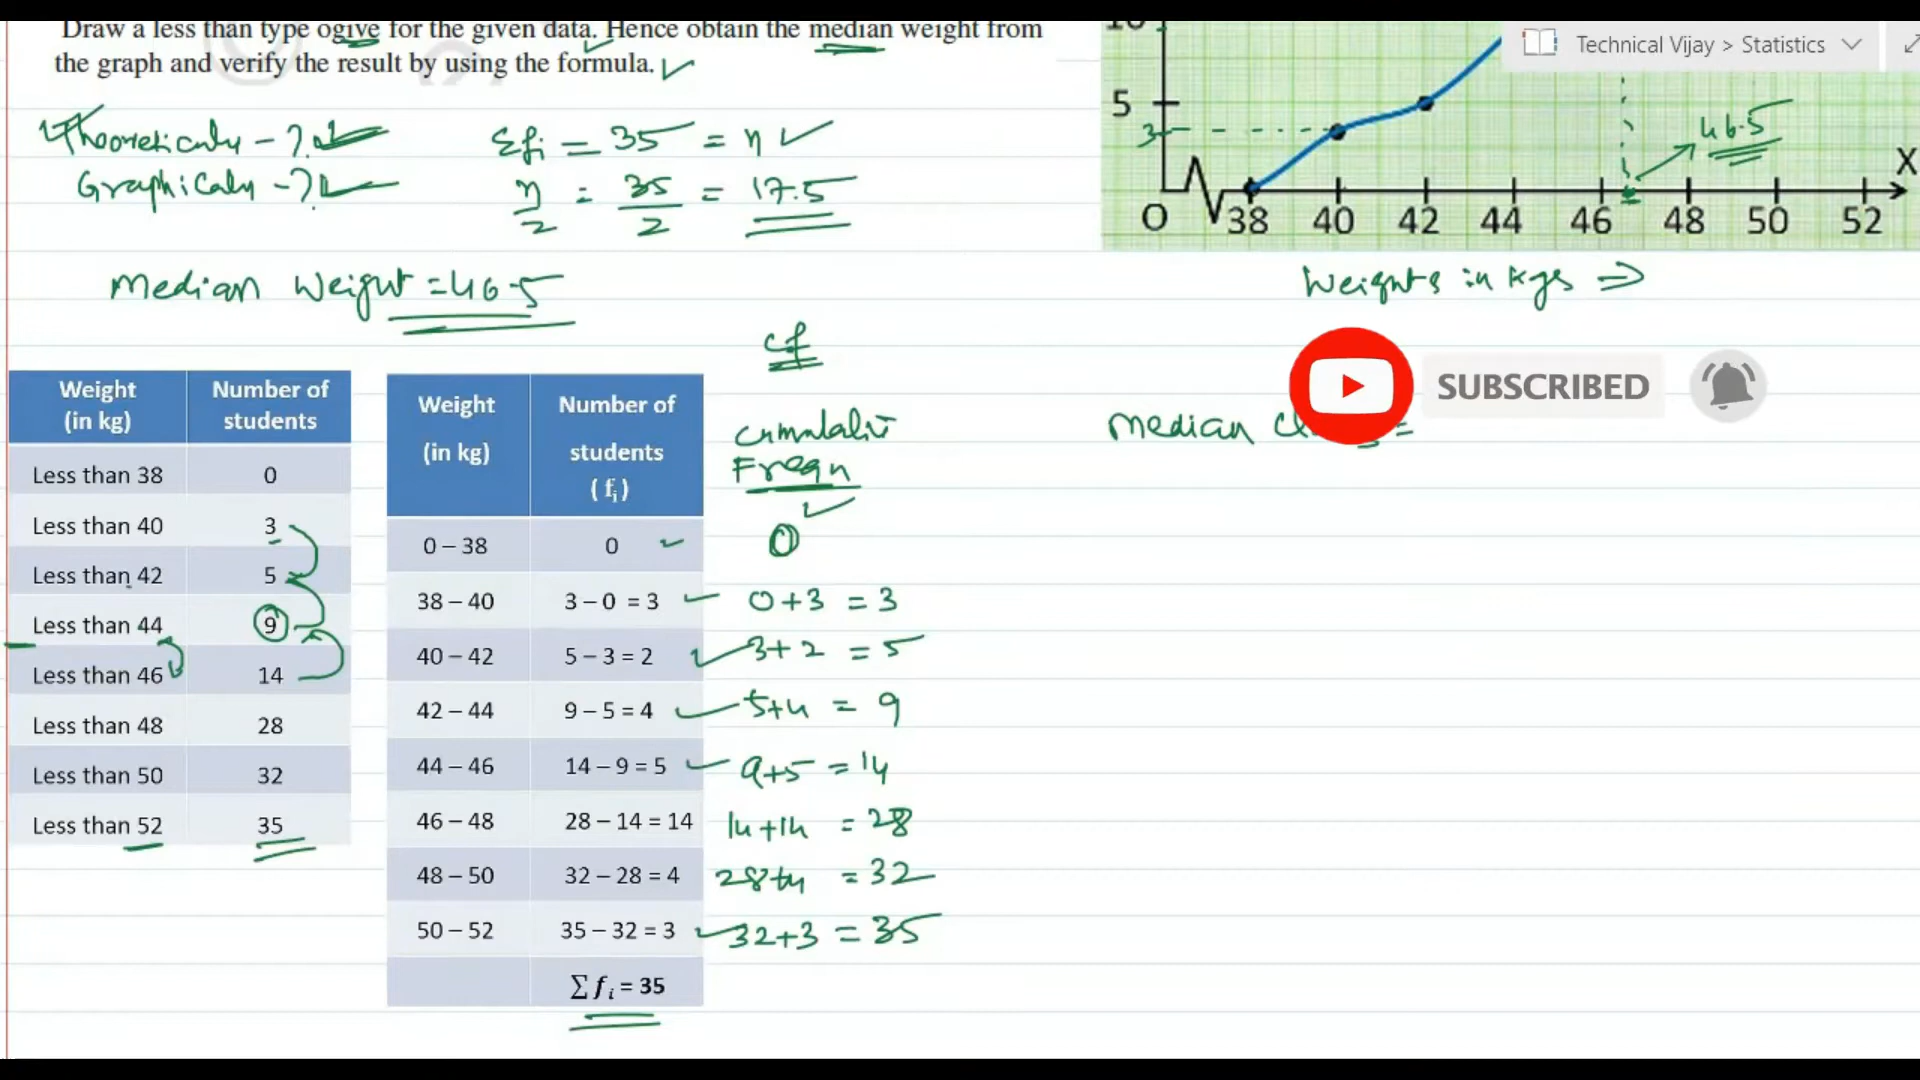 Draw a less than type ogive for the given data. Hence obtain the median weight from
the graph and verify the result by using the formula.
Theoreticaly - ?
Graphicaly - ?
Σfi = 35 = n
n/2 = 35/2 = 17.5
Median Weight = 46.5
Technical Vijay > Statistics
10
5
3
46.5
X
O 38 40 42 44 46 48 50 52
Weights in Kgs ⇒
SUBSCRIBED
Median
Weight (in kg) Number of students
Less than 38 0
Less than 40 3
Less than 42 5
Less than 44 9
Less than 46 14
Less than 48 28
Less than 50 32
Less than 52 35
Weight (in kg) Number of students (fi)
cf
Cumulativ
Freqn
0 – 38 0 0
38 – 40 3 – 0 = 3 0+3 = 3
40 – 42 5 – 3 = 2 3+2 = 5
42 – 44 9 – 5 = 4 5+4 = 9
44 – 46 14 – 9 = 5 9+5 = 14
46 – 48 28 – 14 = 14 14+14 = 28
48 – 50 32 – 28 = 4 28+4 = 32
50 – 52 35 – 32 = 3 32+3 = 35
∑ fi = 35